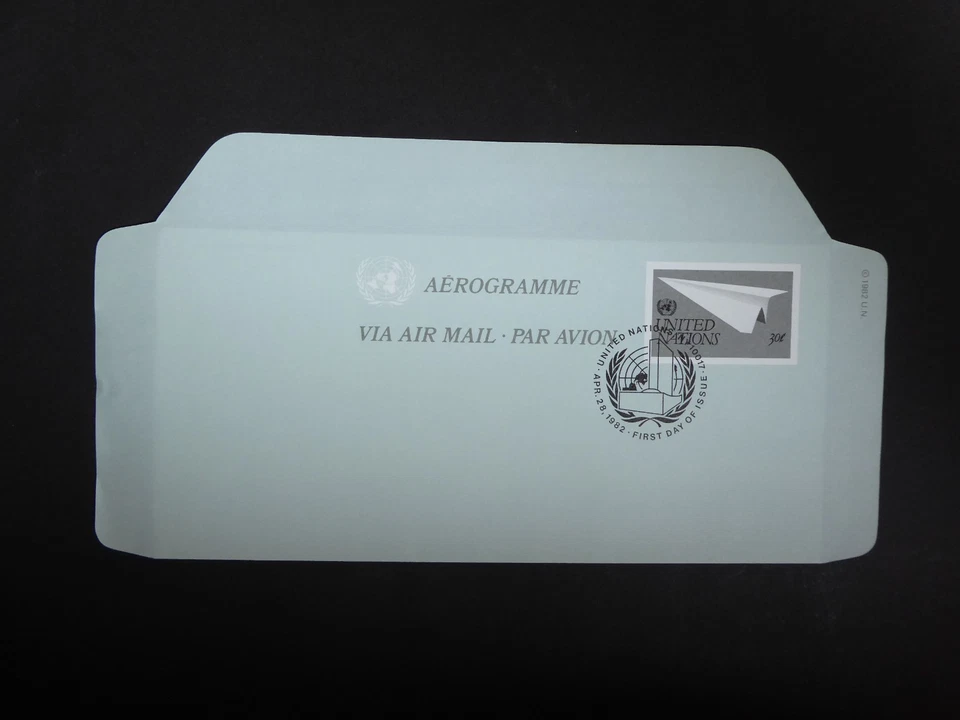 AÉROGRAMME
VIA AIR MAIL · PAR AVION
UNITED
NATIONS
30¢
© 1982 U.N.
· UNITED NATIONS, N.Y. 10017 ·
APR. 28, 1982 · FIRST DAY OF ISSUE